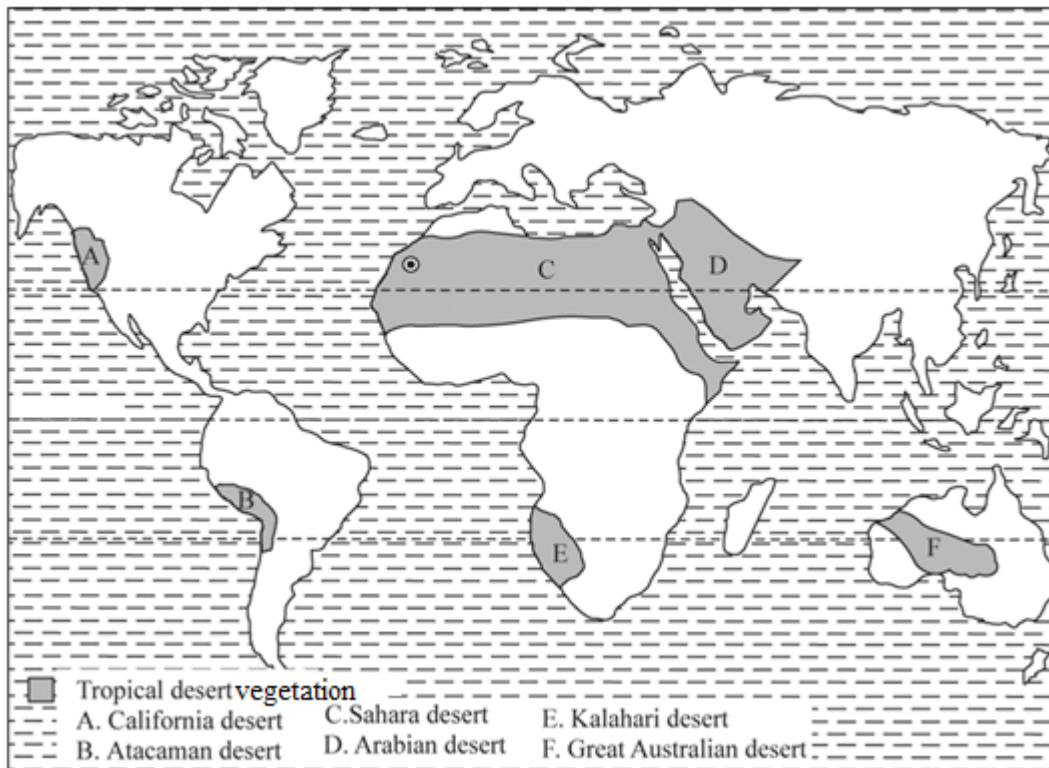 A
C
D
B
E
F
Tropical desert vegetation
A. California desert
B. Atacaman desert
C.Sahara desert
D. Arabian desert
E. Kalahari desert
F. Great Australian desert